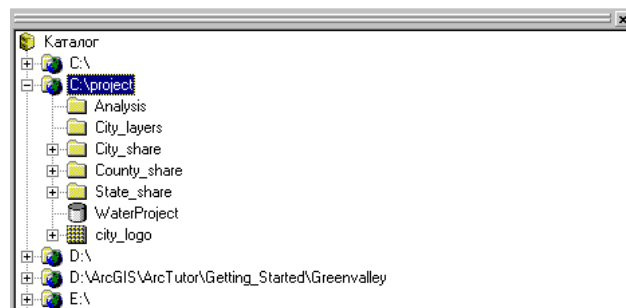 Каталог
C:\
C:\project
Analysis
City_layers
City_share
County_share
State_share
WaterProject
city_logo
D:\
D:\ArcGIS\ArcTutor\Getting_Started\Greenvalley
E:\